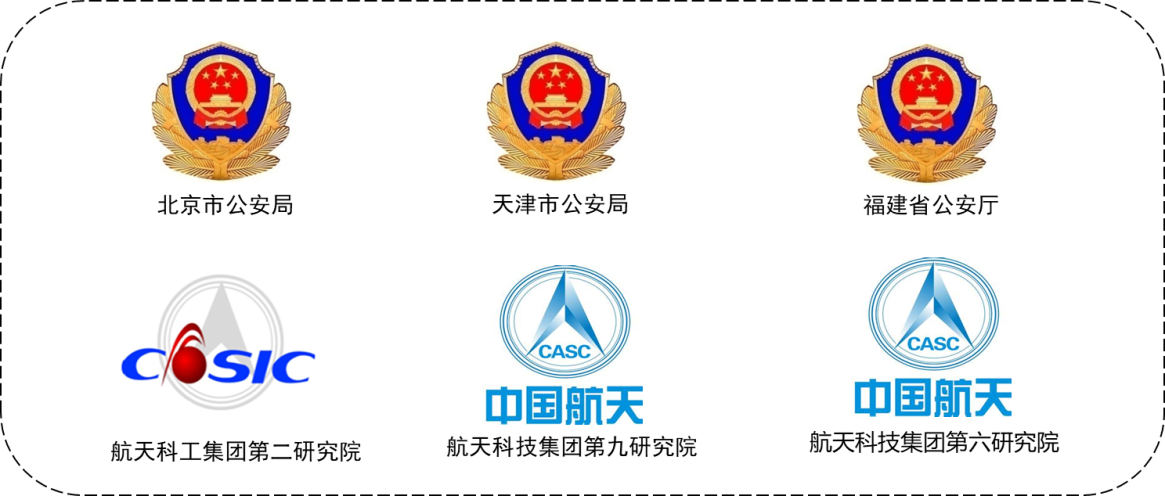 北京市公安局
天津市公安局
福建省公安厅
CASIC
航天科工集团第二研究院
CASC
中国航天
航天科技集团第九研究院
CASC
中国航天
航天科技集团第六研究院